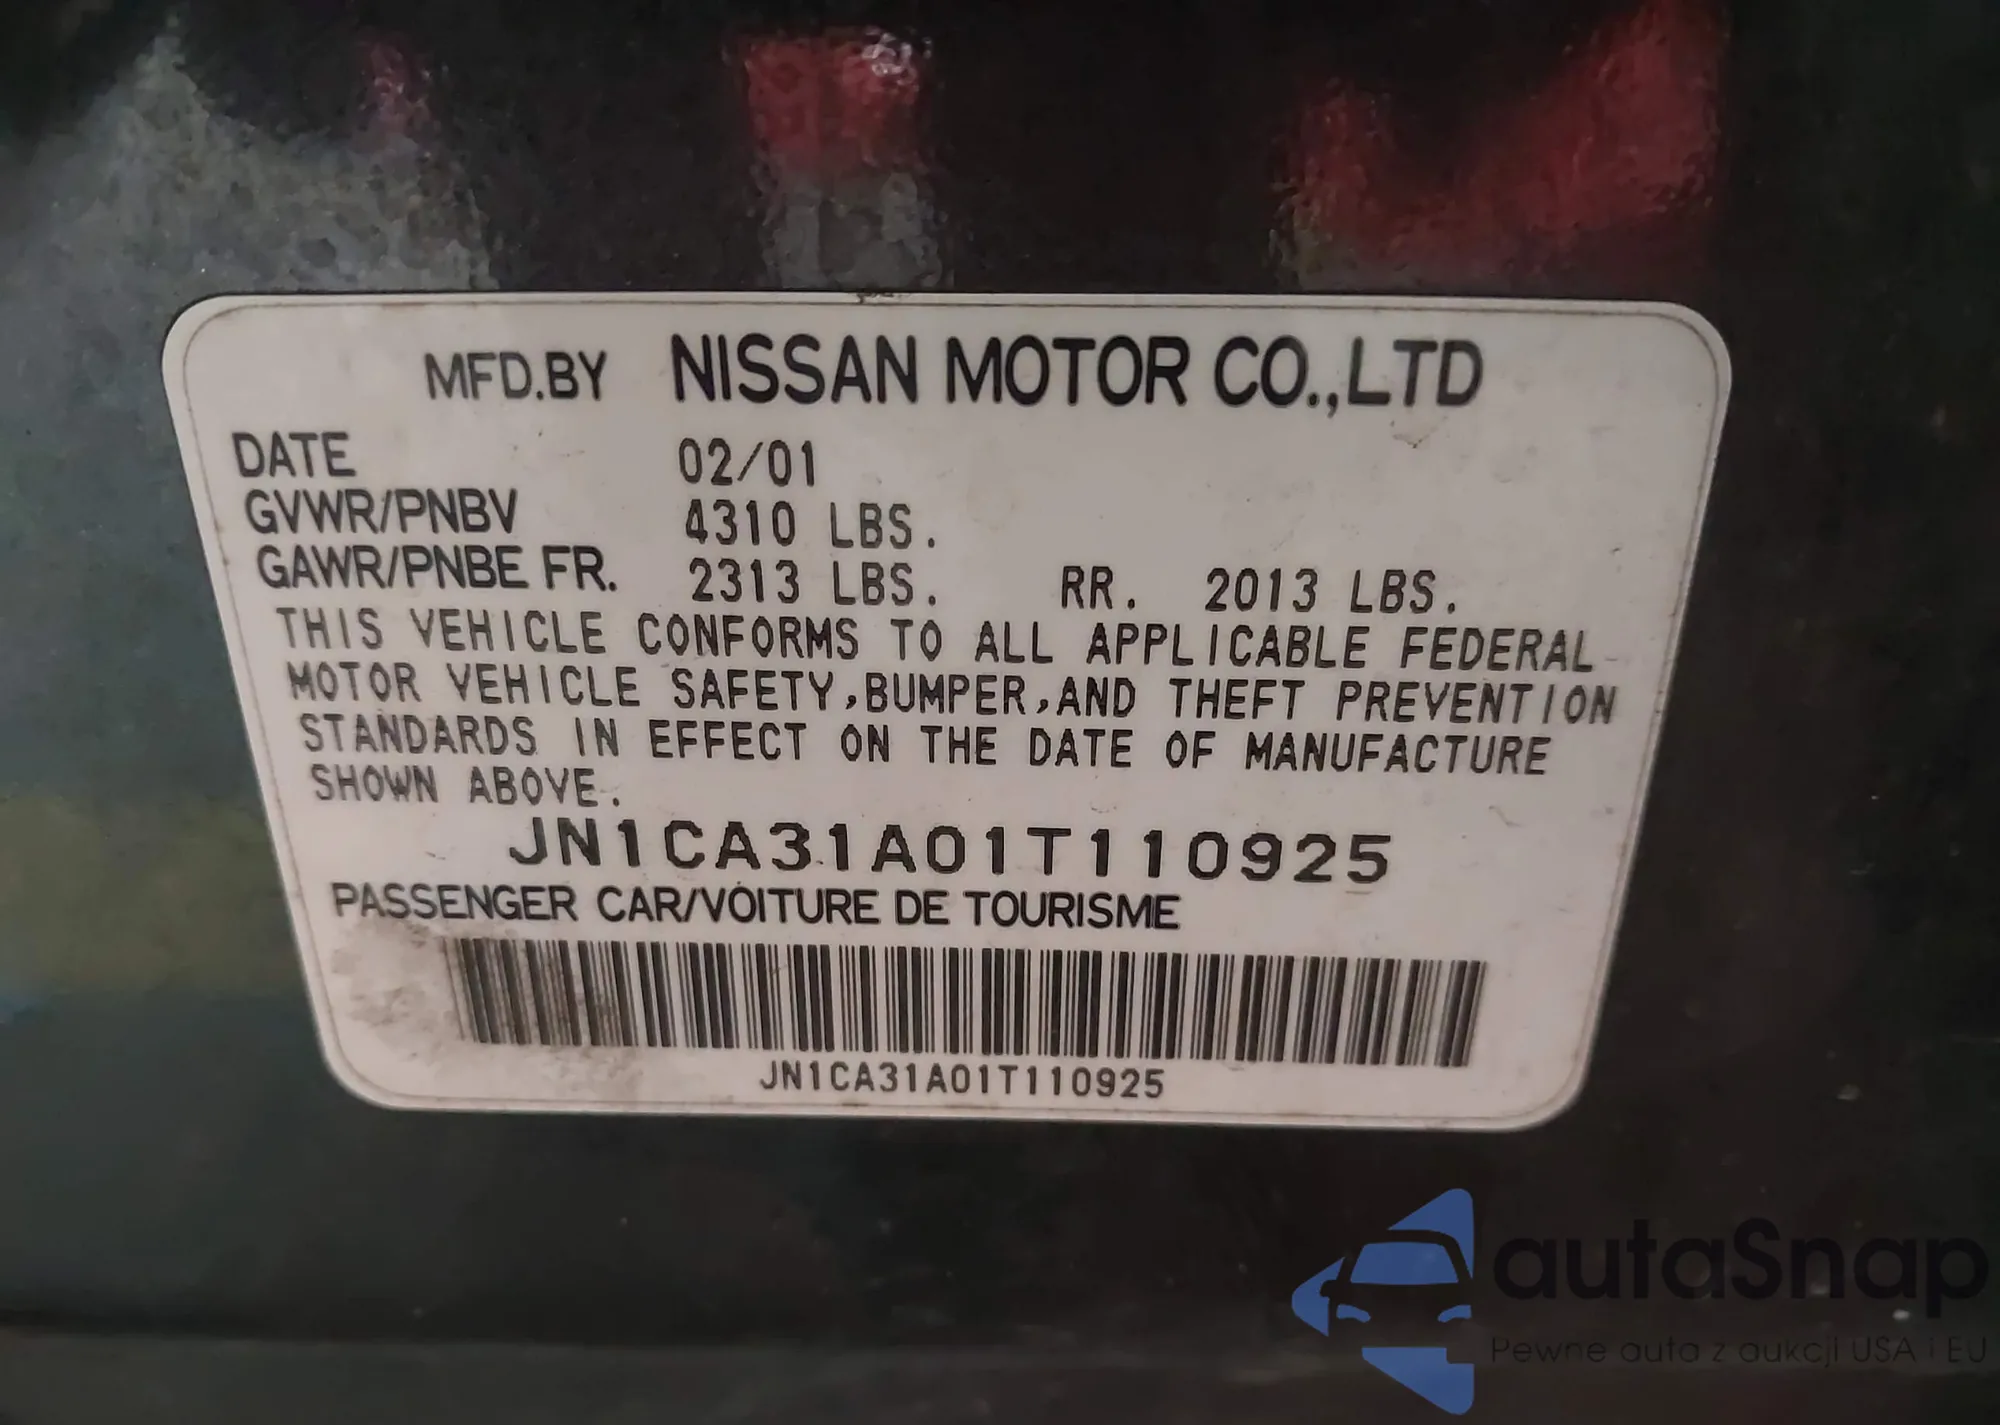 MFD.BY NISSAN MOTOR CO.,LTD
DATE 02/01
GVWR/PNBV 4310 LBS.
GAWR/PNBE FR. 2313 LBS. RR. 2013 LBS.
THIS VEHICLE CONFORMS TO ALL APPLICABLE FEDERAL
MOTOR VEHICLE SAFETY,BUMPER,AND THEFT PREVENTION
STANDARDS IN EFFECT ON THE DATE OF MANUFACTURE
SHOWN ABOVE.
JN1CA31A01T110925
PASSENGER CAR/VOITURE DE TOURISME
JN1CA31A01T110925
autaSnap
Pewne auta z aukcji USA i EU